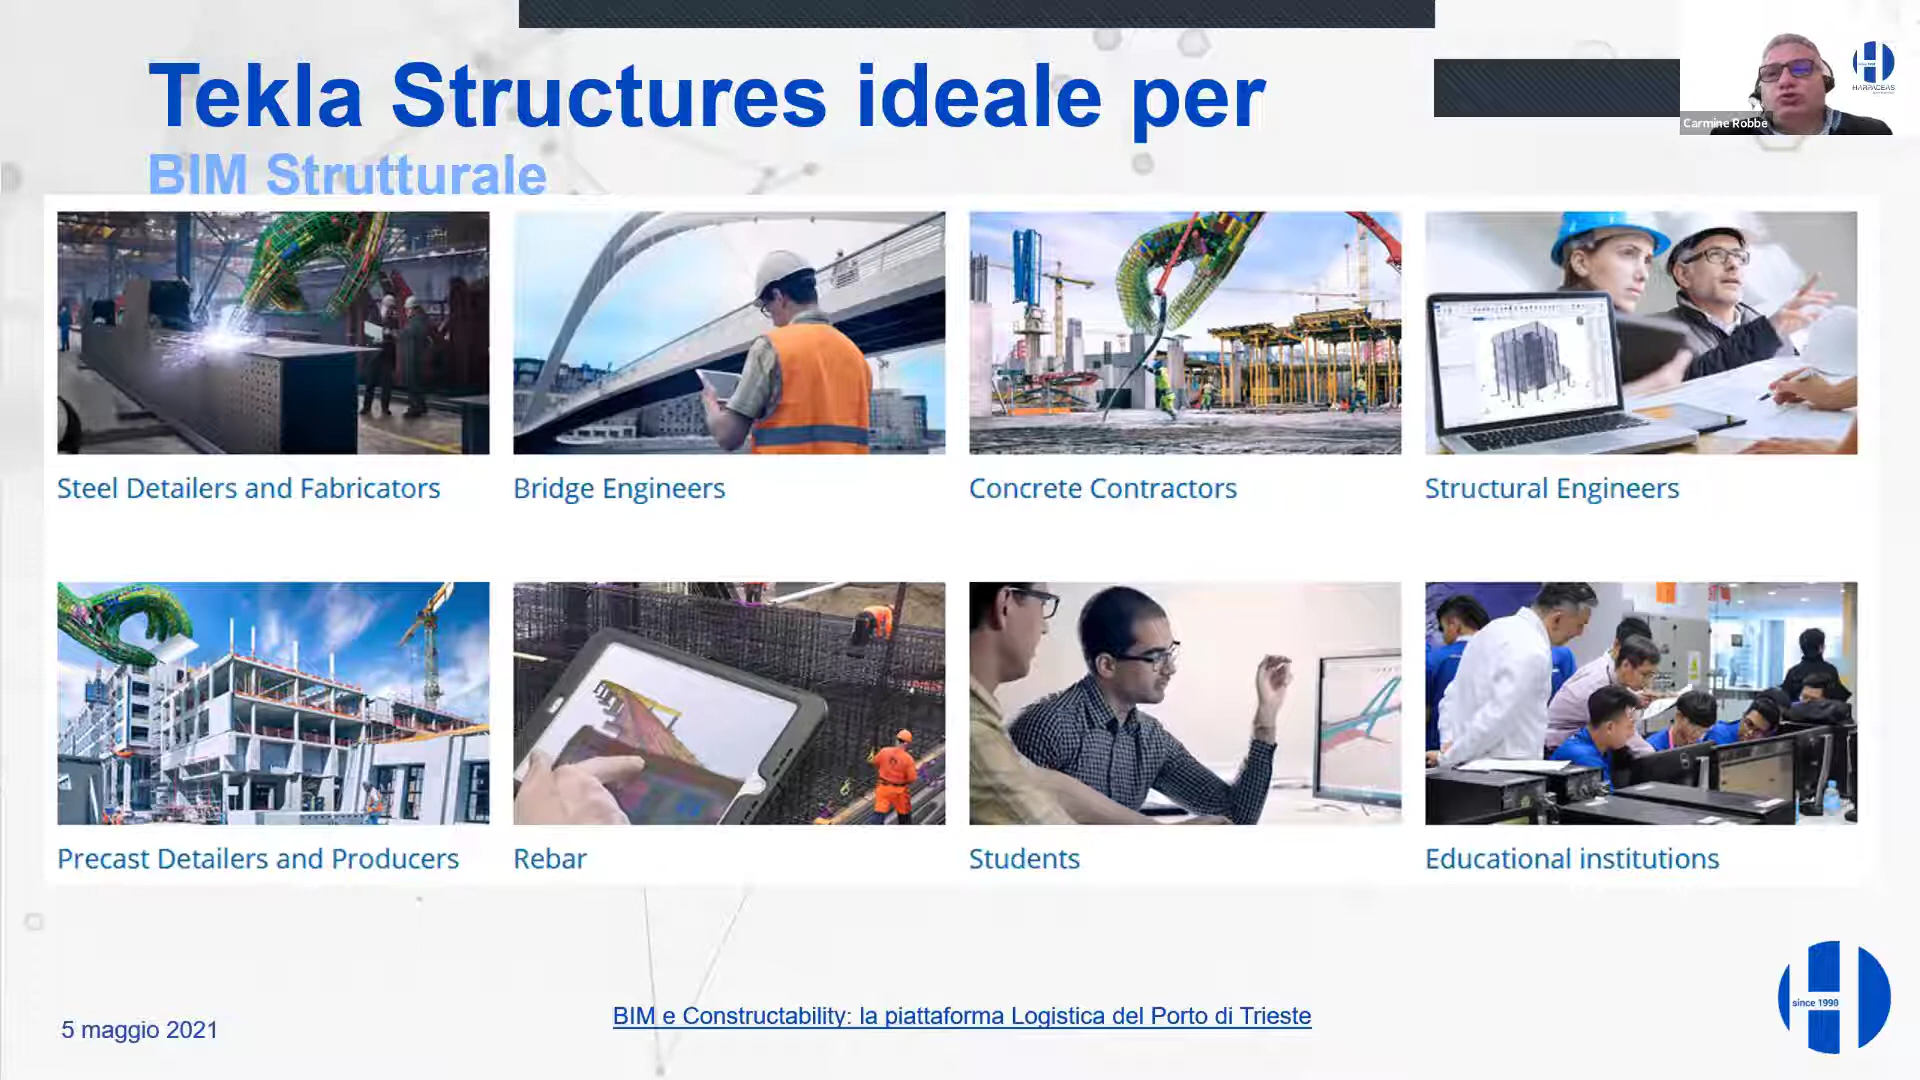 Tekla Structures ideale per
BIM Strutturale
HARPACEAS
Carmine Robbe
Steel Detailers and Fabricators
Bridge Engineers
Concrete Contractors
Structural Engineers
Precast Detailers and Producers
Rebar
Students
Educational institutions
5 maggio 2021
BIM e Constructability: la piattaforma Logistica del Porto di Trieste
since 1990